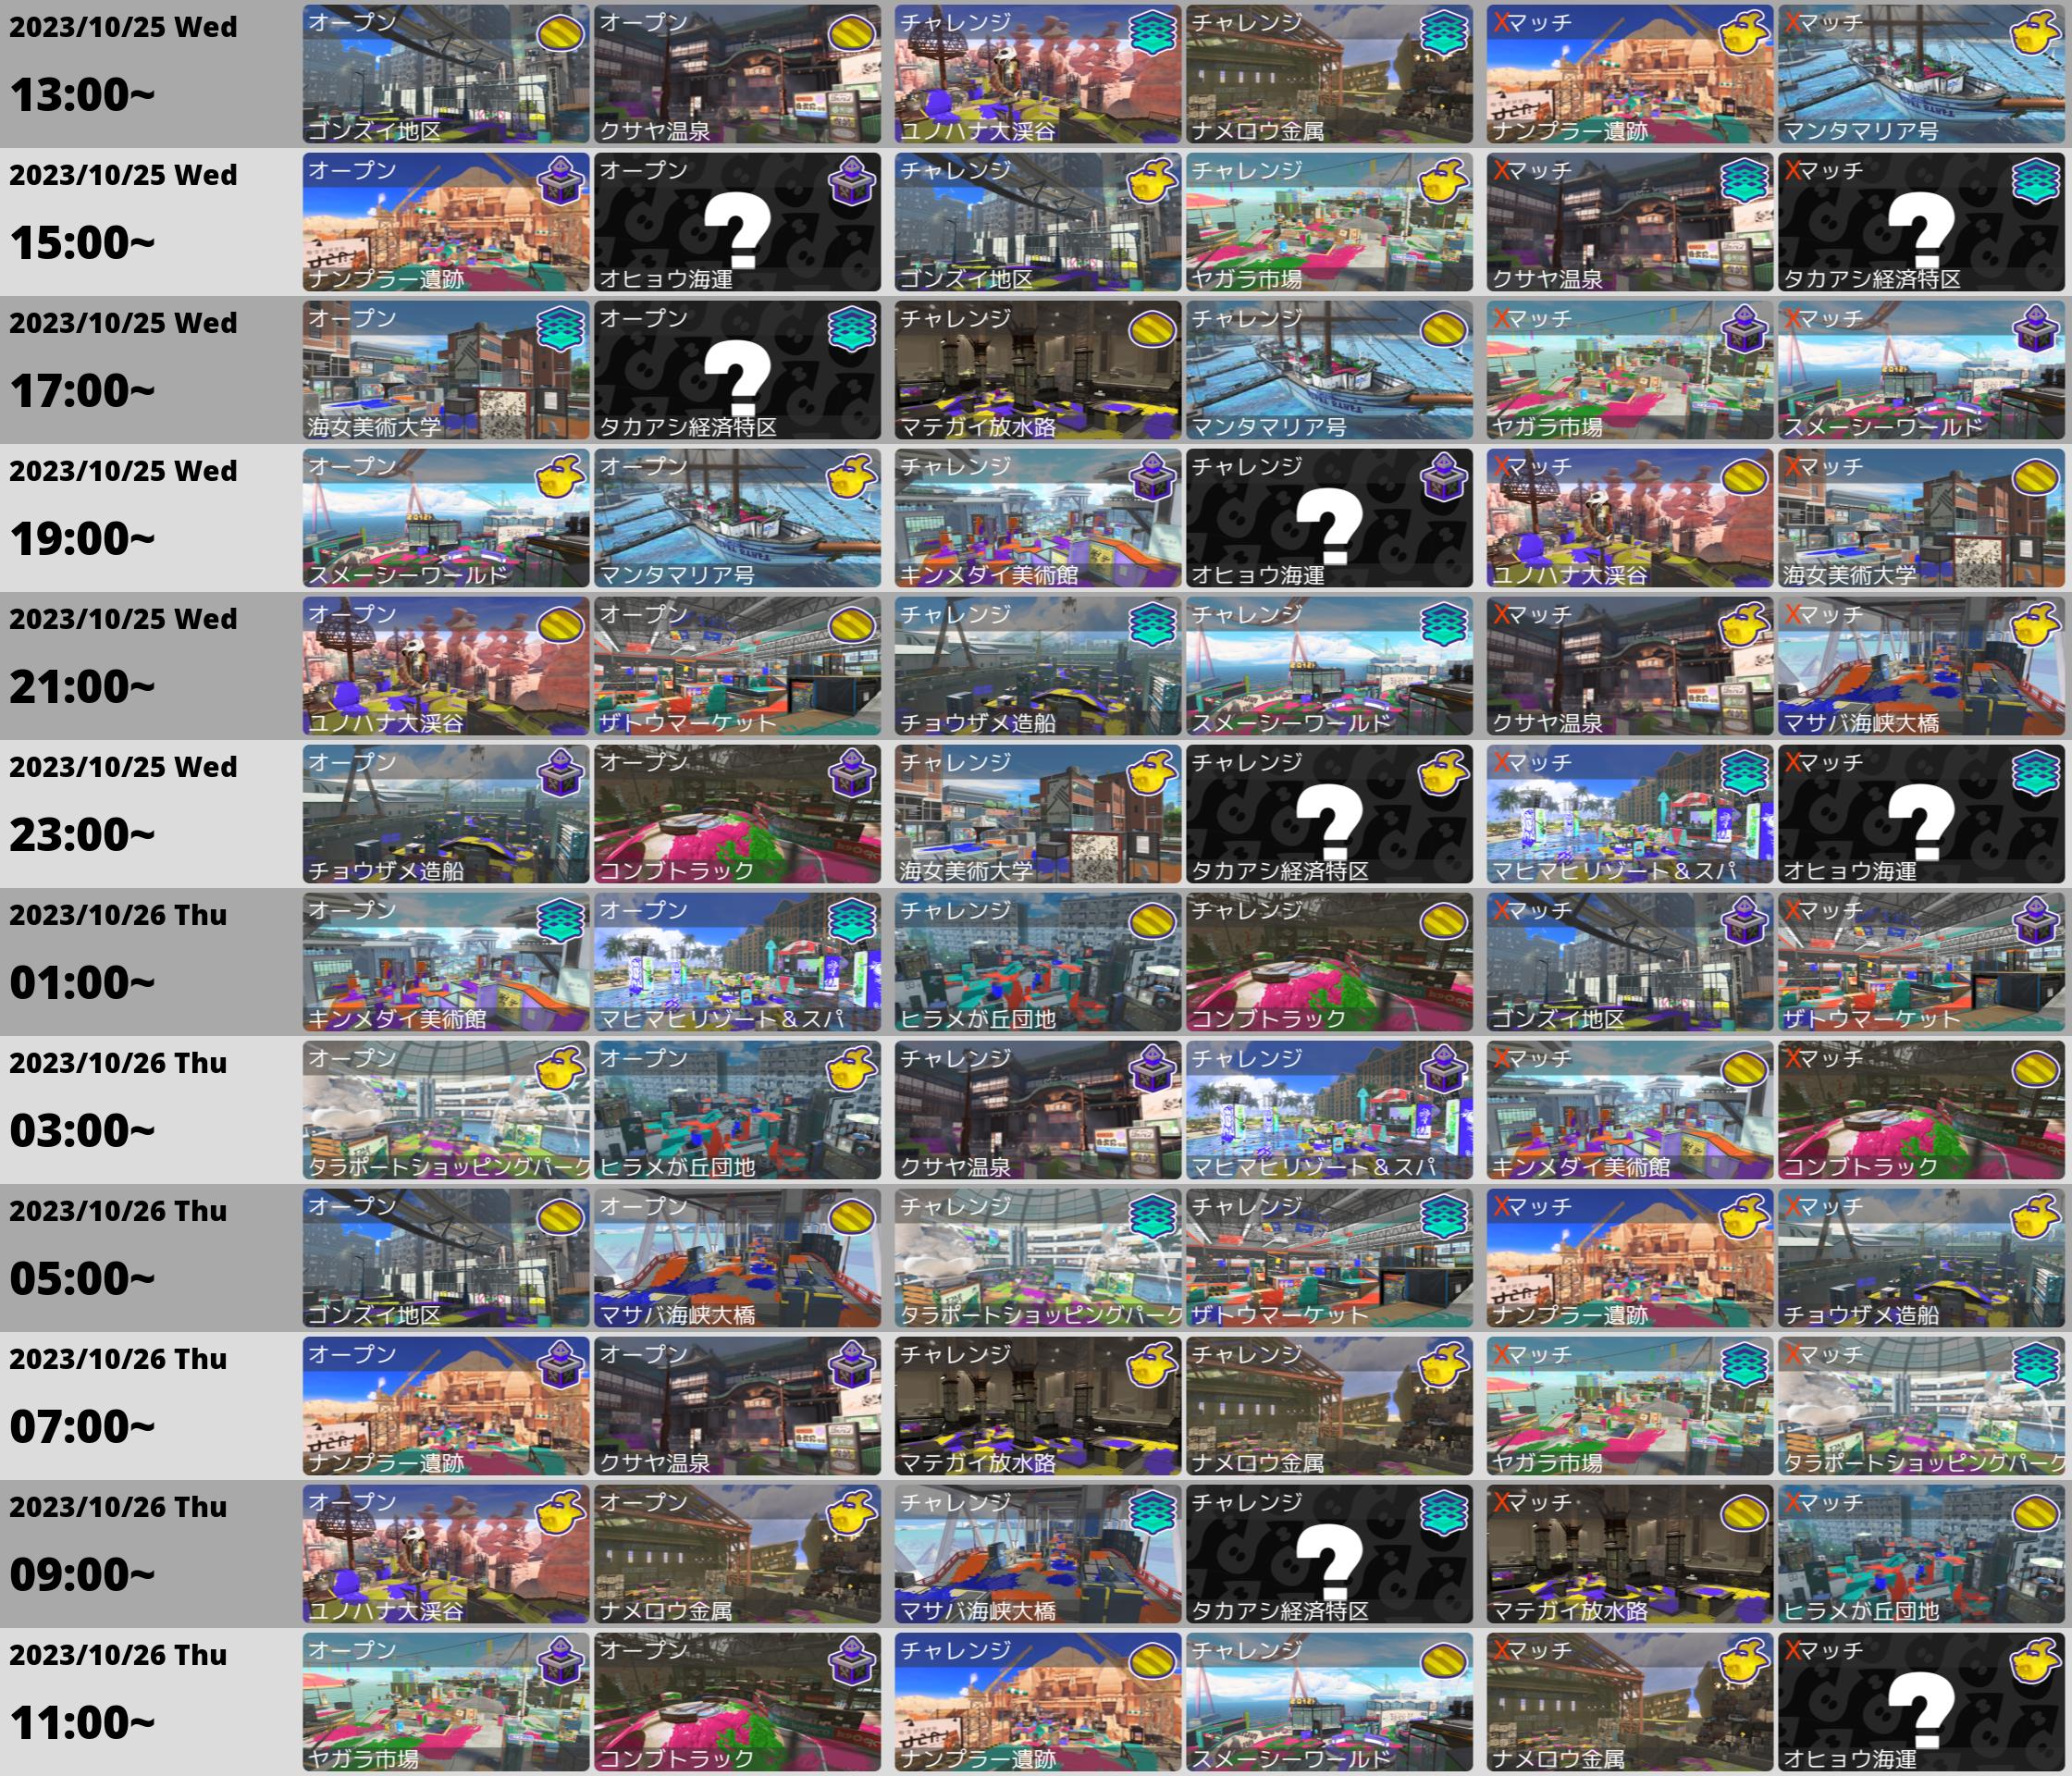 2023/10/25 Wed
13:00~
オープン
ゴンズイ地区
オープン
クサヤ温泉
チャレンジ
ユノハナ大渓谷
チャレンジ
ナメロウ金属
Xマッチ
ナンプラー遺跡
Xマッチ
マンタマリア号
2023/10/25 Wed
15:00~
オープン
ナンプラー遺跡
オープン
?
オヒョウ海運
チャレンジ
ゴンズイ地区
チャレンジ
ヤガラ市場
Xマッチ
クサヤ温泉
Xマッチ
?
タカアシ経済特区
2023/10/25 Wed
17:00~
オープン
海女美術大学
オープン
?
タカアシ経済特区
チャレンジ
マテガイ放水路
チャレンジ
マンタマリア号
Xマッチ
ヤガラ市場
Xマッチ
スメーシーワールド
2023/10/25 Wed
19:00~
オープン
スメーシーワールド
オープン
マンタマリア号
チャレンジ
キンメダイ美術館
チャレンジ
?
オヒョウ海運
Xマッチ
ユノハナ大渓谷
Xマッチ
海女美術大学
2023/10/25 Wed
21:00~
オープン
ユノハナ大渓谷
オープン
ザトウマーケット
チャレンジ
チョウザメ造船
チャレンジ
スメーシーワールド
Xマッチ
クサヤ温泉
Xマッチ
マサバ海峡大橋
2023/10/25 Wed
23:00~
オープン
チョウザメ造船
オープン
コンブトラック
チャレンジ
海女美術大学
チャレンジ
?
タカアシ経済特区
Xマッチ
マヒマヒリゾート&スパ
Xマッチ
?
オヒョウ海運
2023/10/26 Thu
01:00~
オープン
キンメダイ美術館
オープン
マヒマヒリゾート&スパ
チャレンジ
ヒラメが丘団地
チャレンジ
コンブトラック
Xマッチ
ゴンズイ地区
Xマッチ
ザトウマーケット
2023/10/26 Thu
03:00~
オープン
タラポートショッピングパーク
オープン
ヒラメが丘団地
チャレンジ
クサヤ温泉
チャレンジ
マヒマヒリゾート&スパ
Xマッチ
キンメダイ美術館
Xマッチ
コンブトラック
2023/10/26 Thu
05:00~
オープン
ゴンズイ地区
オープン
マサバ海峡大橋
チャレンジ
タラポートショッピングパーク
チャレンジ
ザトウマーケット
Xマッチ
ナンプラー遺跡
Xマッチ
チョウザメ造船
2023/10/26 Thu
07:00~
オープン
ナンプラー遺跡
オープン
クサヤ温泉
チャレンジ
マテガイ放水路
チャレンジ
ナメロウ金属
Xマッチ
ヤガラ市場
Xマッチ
タラポートショッピングパーク
2023/10/26 Thu
09:00~
オープン
ユノハナ大渓谷
オープン
ナメロウ金属
チャレンジ
マサバ海峡大橋
チャレンジ
?
タカアシ経済特区
Xマッチ
マテガイ放水路
Xマッチ
ヒラメが丘団地
2023/10/26 Thu
11:00~
オープン
ヤガラ市場
オープン
コンブトラック
チャレンジ
ナンプラー遺跡
チャレンジ
スメーシーワールド
Xマッチ
ナメロウ金属
Xマッチ
?
オヒョウ海運